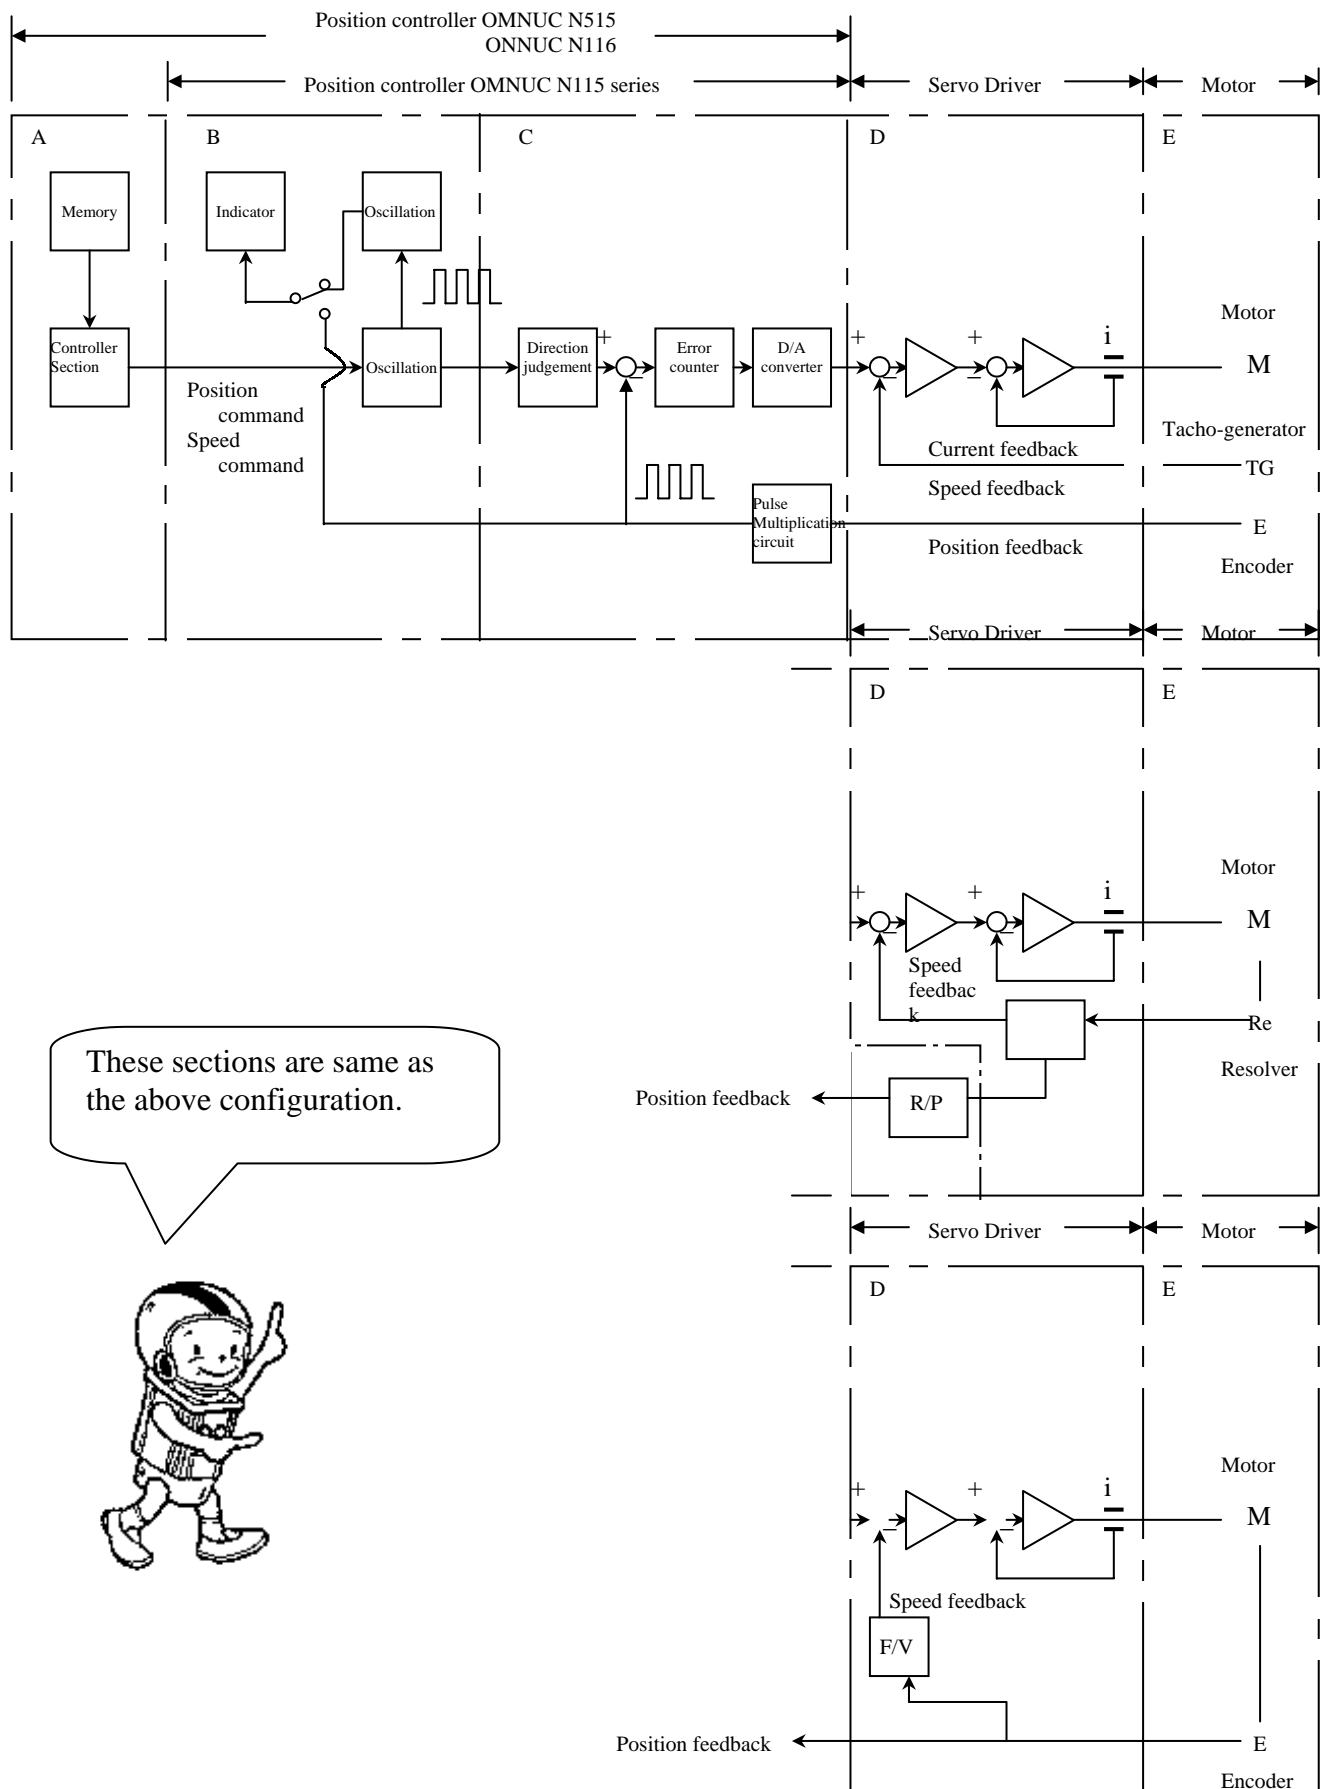 Position controller OMNUC N515
ONNUC N116
Position controller OMNUC N115 series
Servo Driver
Motor
A
B
C
D
E
Memory
Indicator
Oscillation
Controller
Section
Oscillation
Direction
judgement
Error
counter
D/A
converter
+
–
+
–
+
–
i
Motor
M
Position
command
Speed
command
Tacho-generator
Current feedback
TG
Speed feedback
Pulse
Multiplication
circuit
E
Position feedback
Encoder
Servo Driver
Motor
D
E
Motor
+
–
+
–
i
M
Speed
feedbac
k
Re
Resolver
Position feedback
R/P
These sections are same as
the above configuration.
Servo Driver
Motor
D
E
Motor
+
–
+
–
i
M
Speed feedback
F/V
Position feedback
E
Encoder